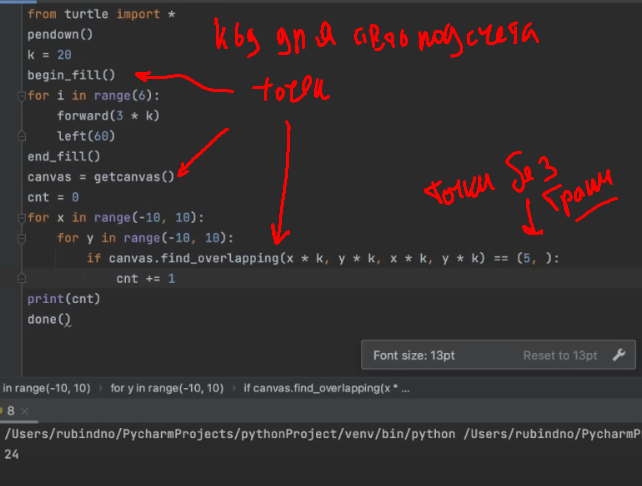 from turtle import *
pendown()
k = 20
begin_fill()
for i in range(6):
    forward(3 * k)
    left(60)
end_fill()
canvas = getcanvas()
cnt = 0
for x in range(-10, 10):
    for y in range(-10, 10):
        if canvas.find_overlapping(x * k, y * k, x * k, y * k) == (5, ):
            cnt += 1
print(cnt)
done()
код для авто подсчета
точек
точки без
границ
Font size: 13pt Reset to 13pt
in range(-10, 10) › for y in range(-10, 10) › if canvas.find_overlapping(x * ...
8 ×
/Users/rubindno/PycharmProjects/pythonProject/venv/bin/python /Users/rubindno/PycharmP
24